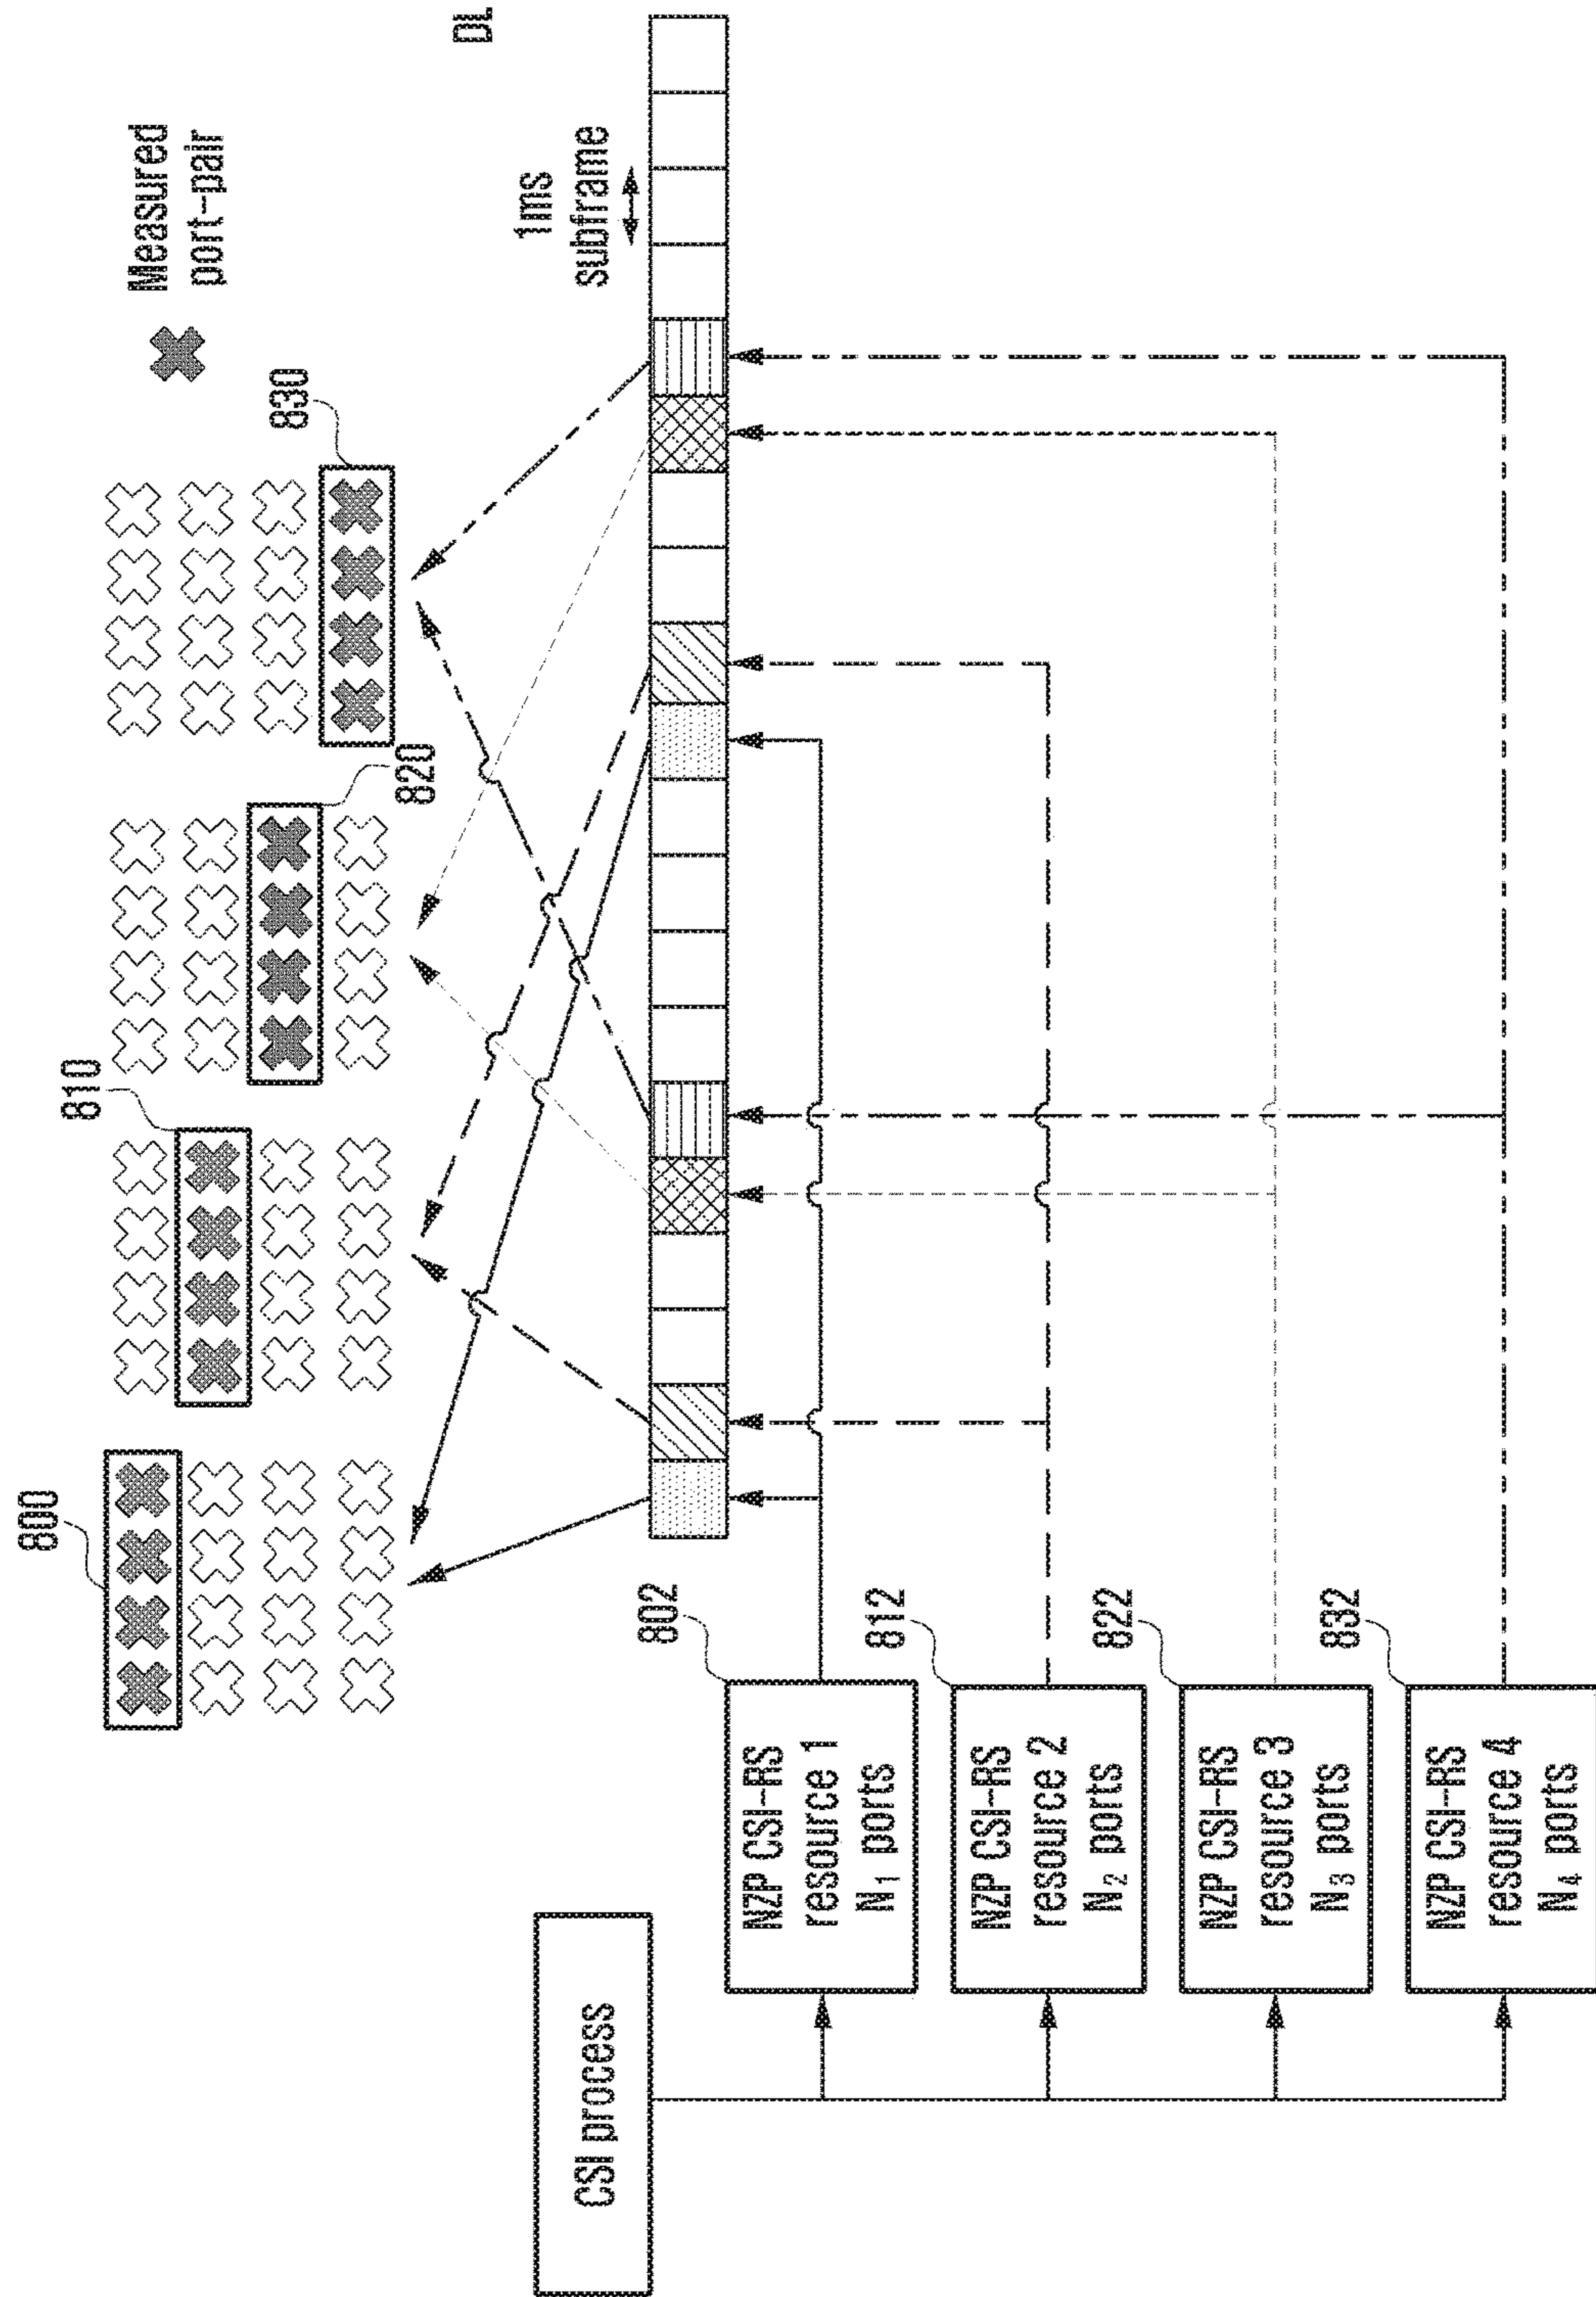 800
810
820
830
Measured
port-pair
1ms
subframe
DL
CSI process
802
NZP CSI-RS
resource 1
N₁ ports
812
NZP CSI-RS
resource 2
N₂ ports
822
NZP CSI-RS
resource 3
N₃ ports
832
NZP CSI-RS
resource 4
N₄ ports